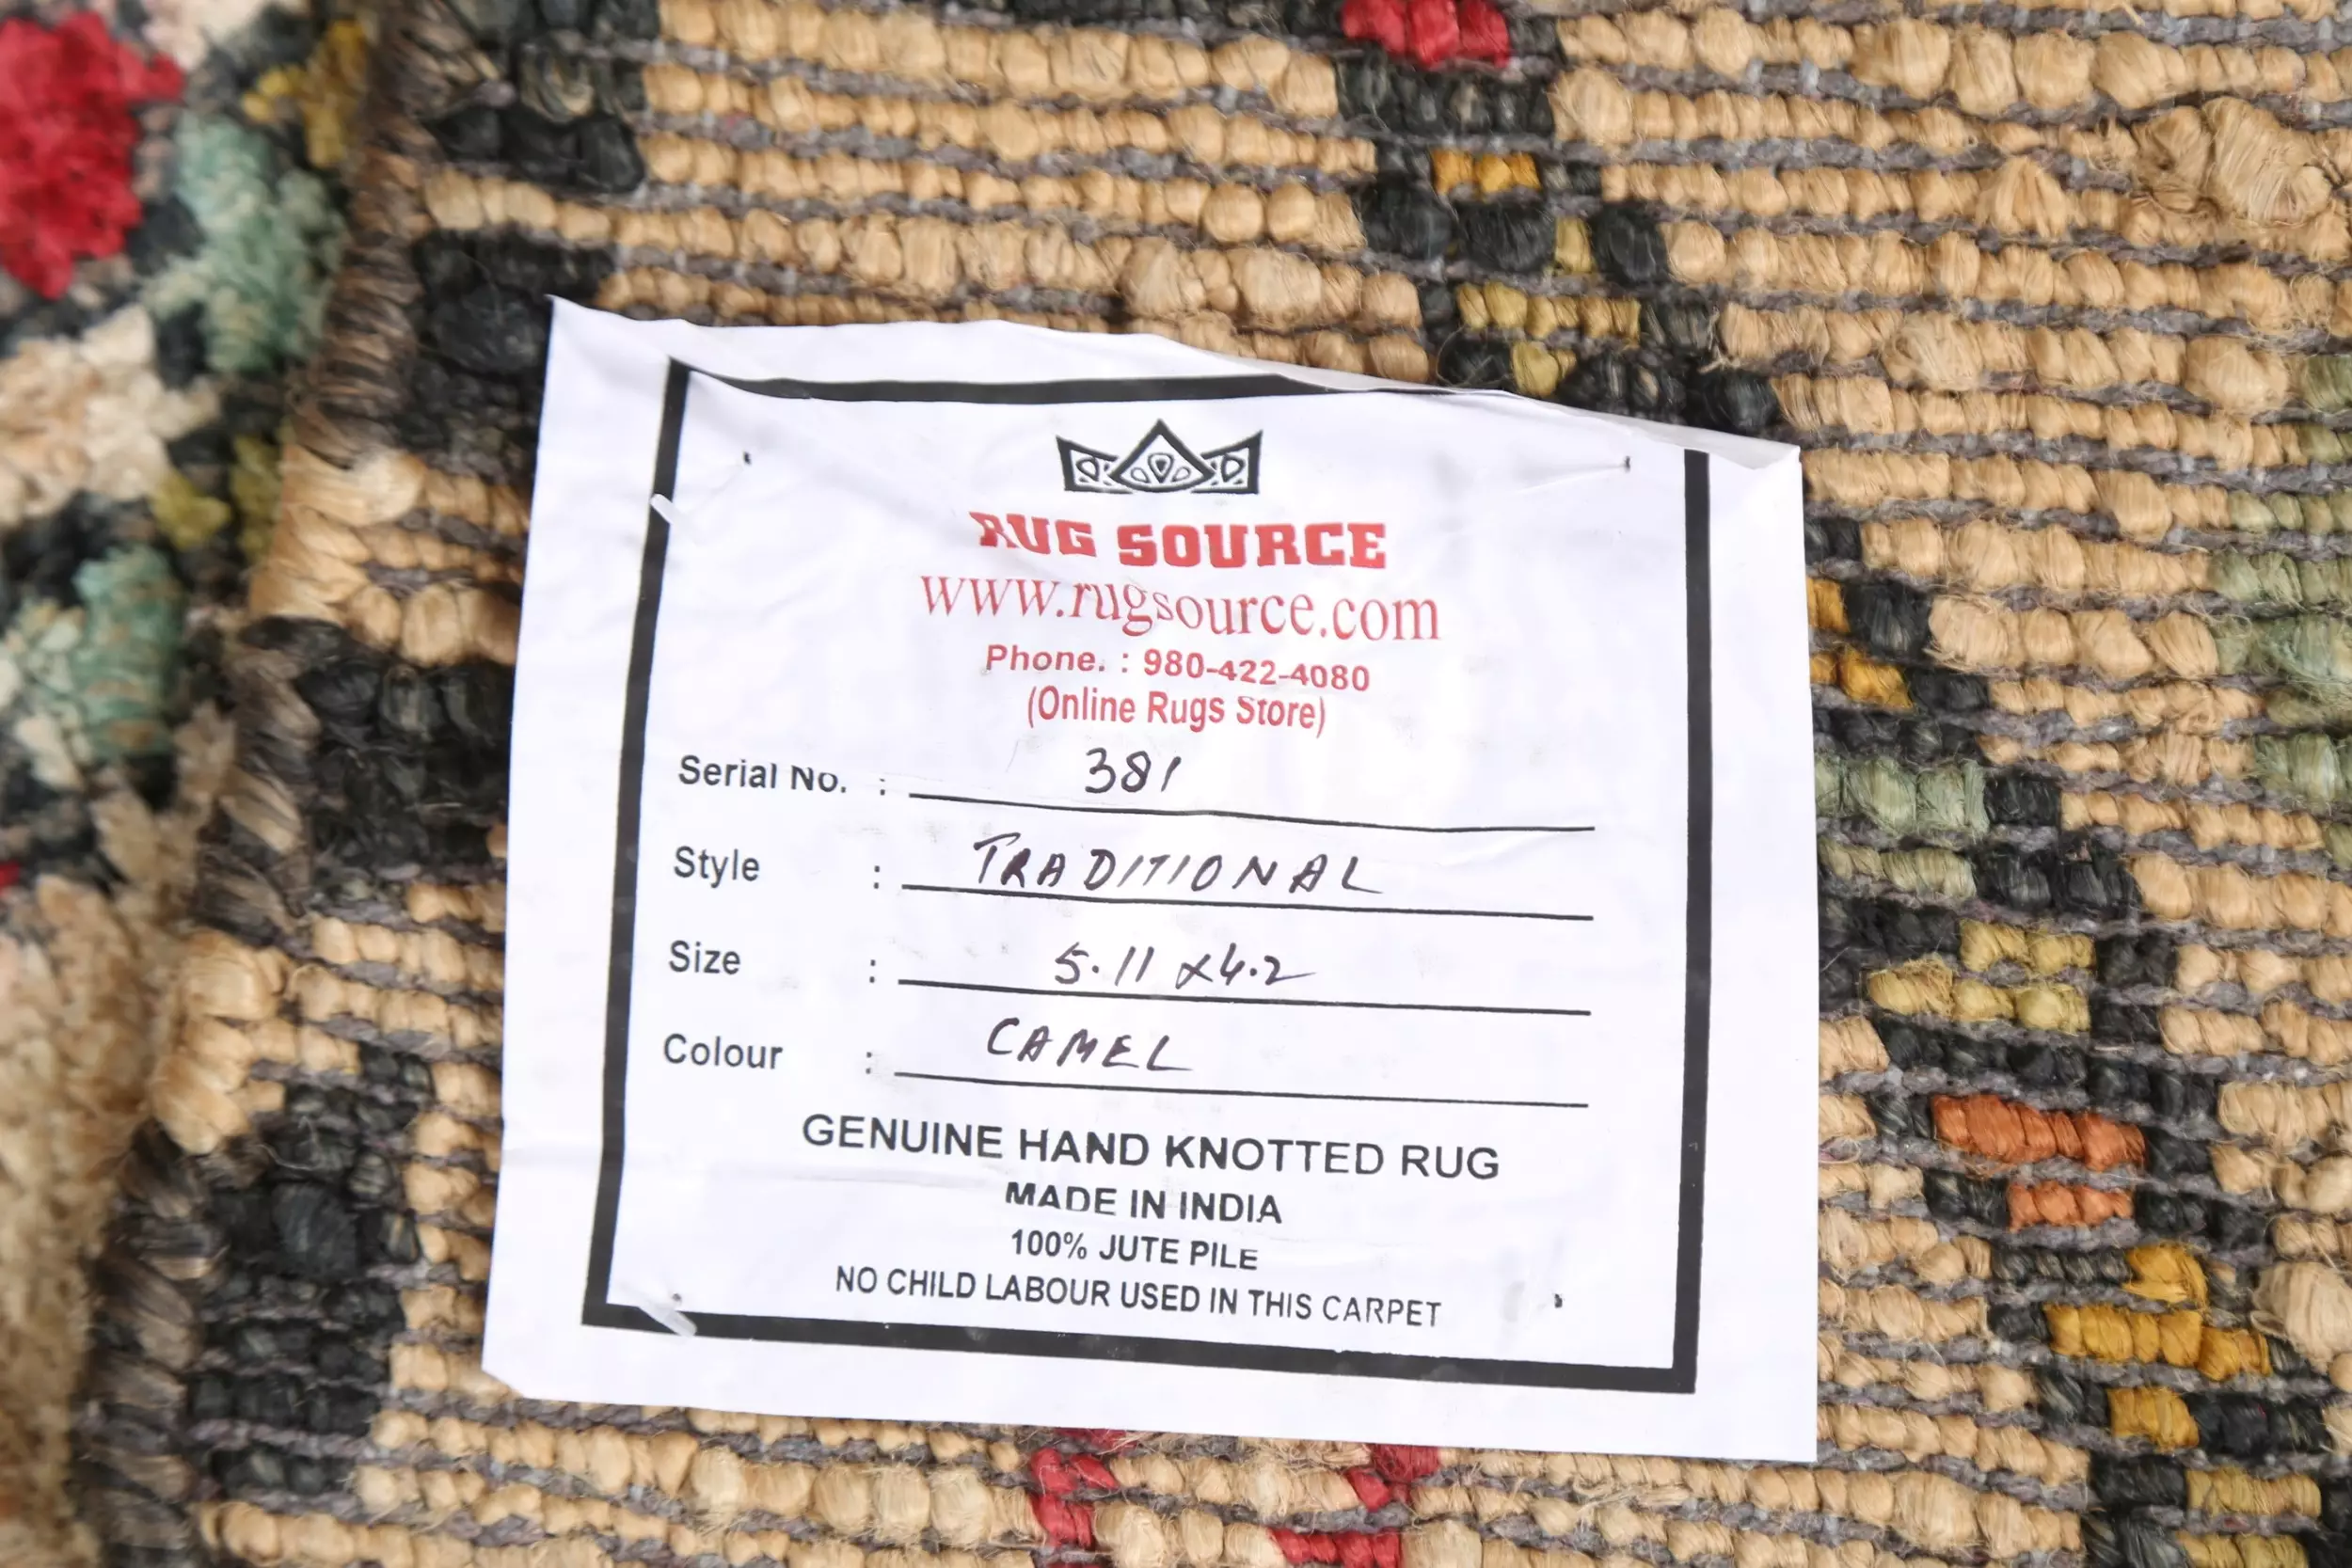 RUG SOURCE
www.rugsource.com
Phone. : 980-422-4080
(Online Rugs Store)
Serial No. : 381
Style : TRADITIONAL
Size : 5.11 x4.2
Colour : CAMEL
GENUINE HAND KNOTTED RUG
MADE IN INDIA
100% JUTE PILE
NO CHILD LABOUR USED IN THIS CARPET